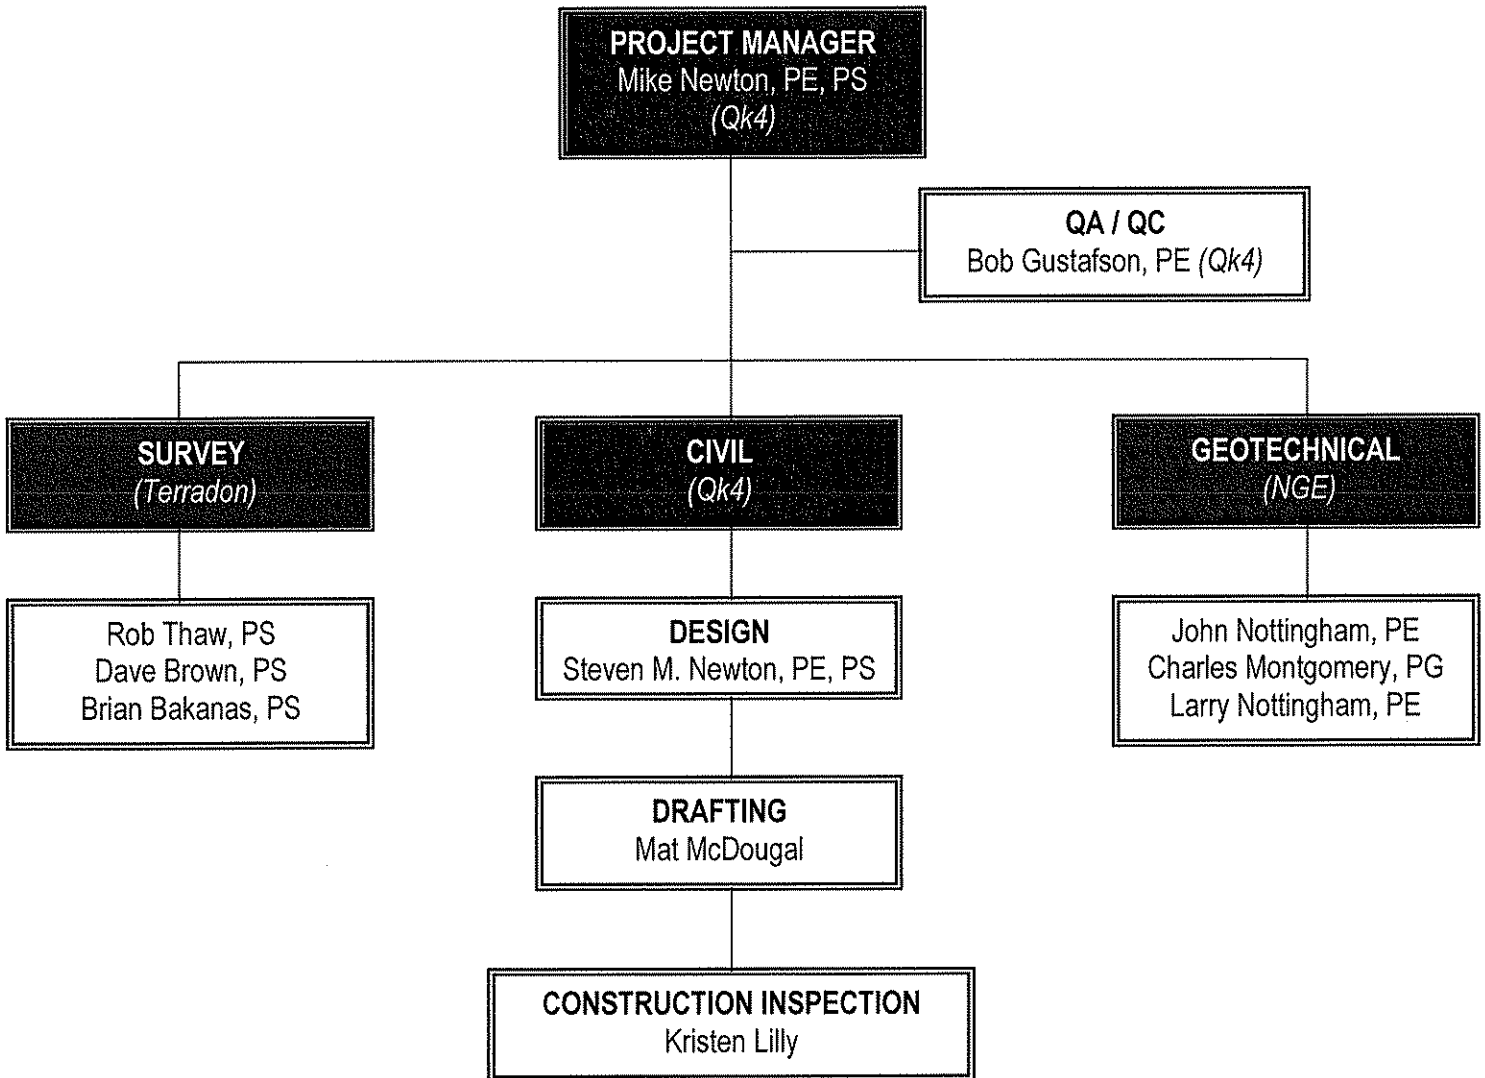 PROJECT MANAGER
Mike Newton, PE, PS
(Qk4)
QA / QC
Bob Gustafson, PE (Qk4)
SURVEY
(Terradon)
CIVIL
(Qk4)
GEOTECHNICAL
(NGE)
Rob Thaw, PS
Dave Brown, PS
Brian Bakanas, PS
DESIGN
Steven M. Newton, PE, PS
John Nottingham, PE
Charles Montgomery, PG
Larry Nottingham, PE
DRAFTING
Mat McDougal
CONSTRUCTION INSPECTION
Kristen Lilly